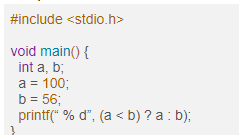 #include <stdio.h>
void main() {
int a, b;
a = 100;
b = 56;
printf(“ % d”, (a < b) ? a : b);
}